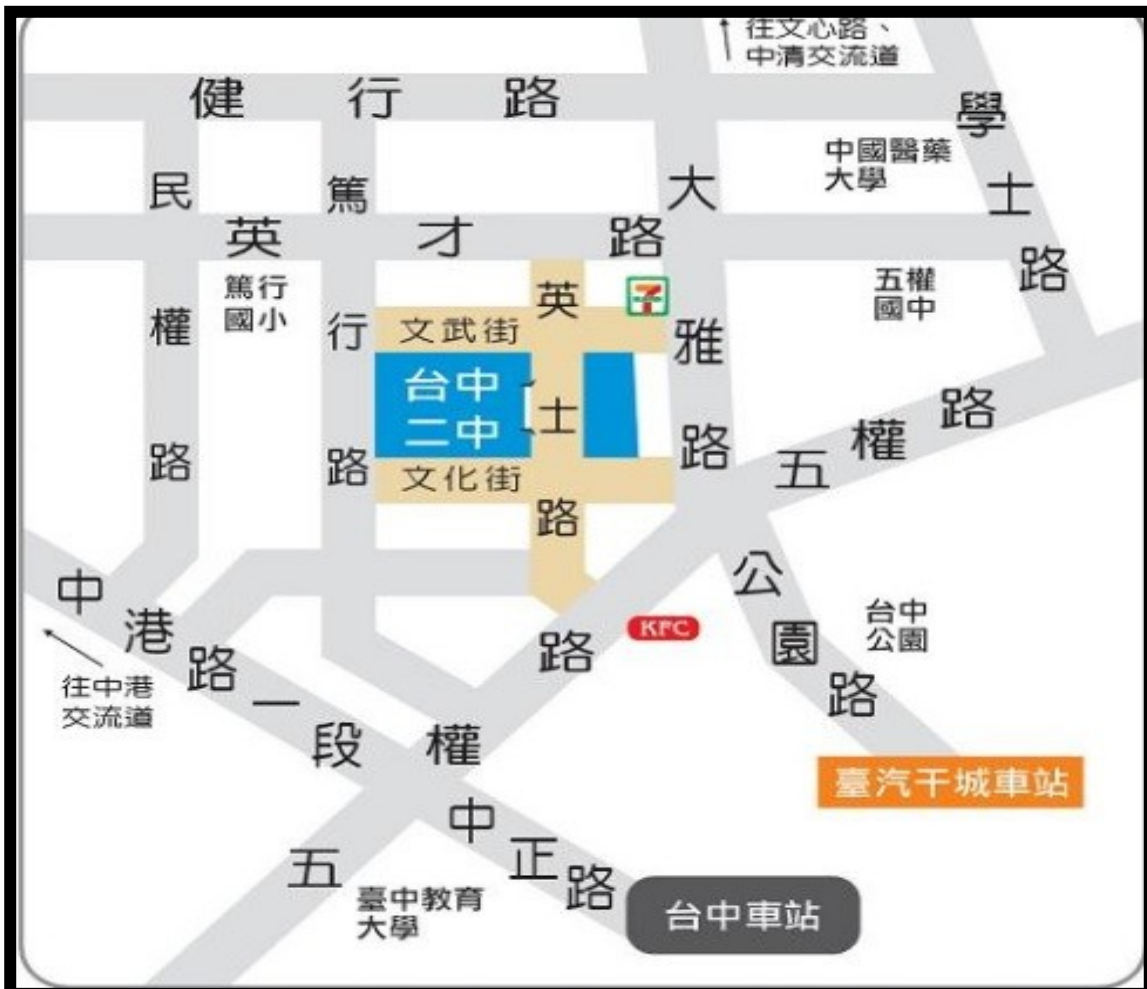 往文心路、
中清交流道
健行路
學士路
中國醫藥
大學
民權路
篤行路
大雅路
英才路
篤行
國小
五權
國中
英士路
7
文武街
台中
二中
文化街
五權路
公園路
台中
公園
KFC
中港路一段
往中港
交流道
五權路
中正路
臺汽干城車站
臺中教育
大學
台中車站